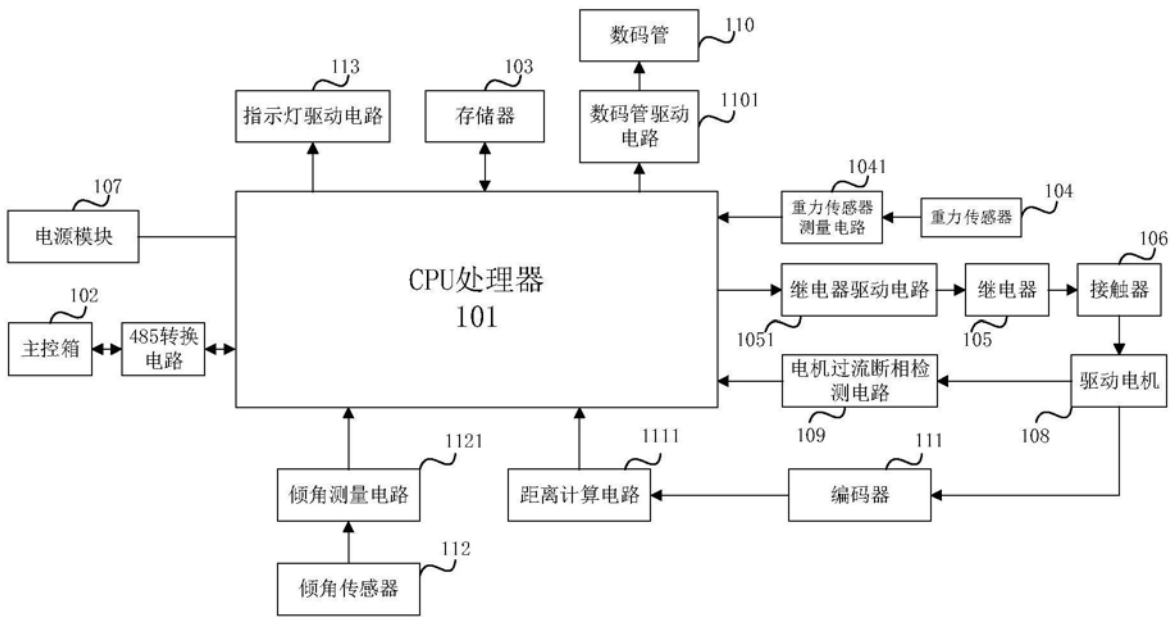 110
数码管
113
103
1101
指示灯驱动电路
存储器
数码管驱动
电路
107
1041
104
电源模块
重力传感器
测量电路
重力传感器
106
CPU处理器
101
继电器驱动电路
继电器
接触器
102
1051
105
主控箱
485转换
电路
电机过流断相检
测电路
驱动电机
109
108
1121
1111
111
倾角测量电路
距离计算电路
编码器
112
倾角传感器